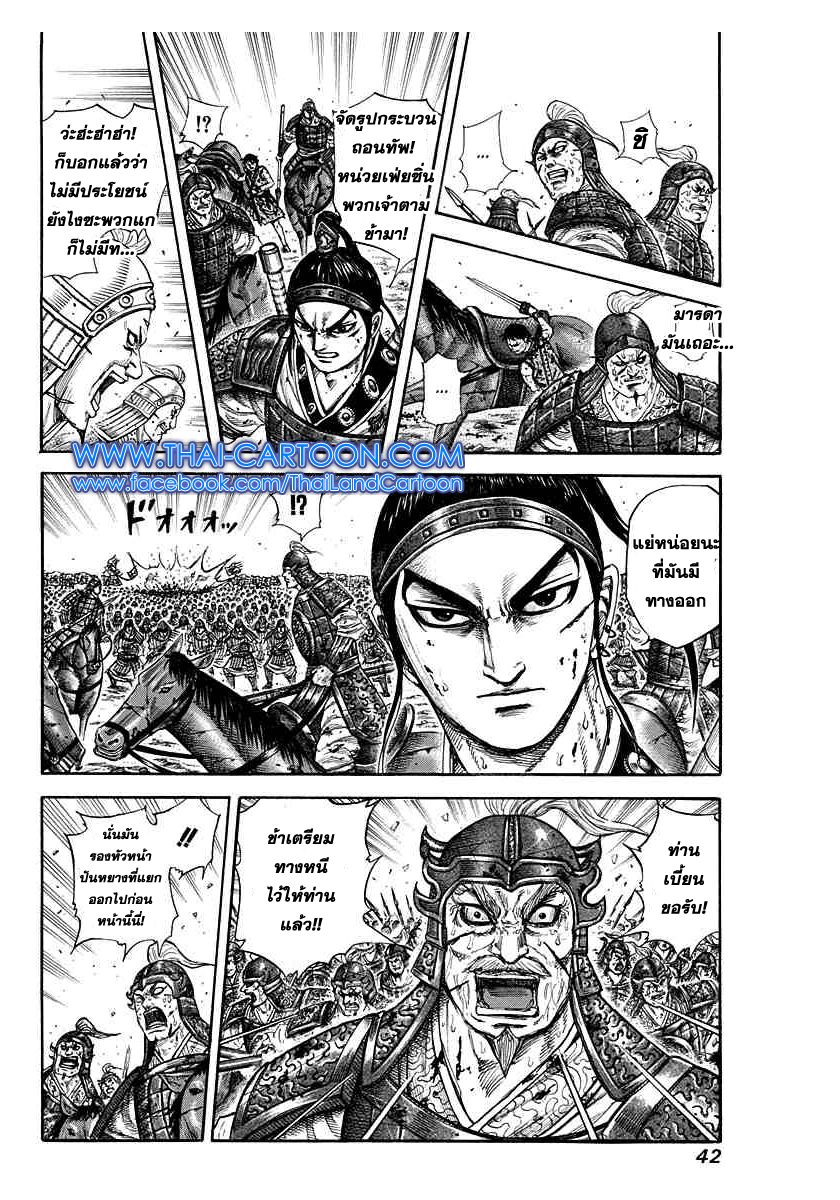 ชิ
...
มารดา
มันเถอะ...
...
จัดรูปกระบวน
ถอนทัพ!
หน่วยเฟยซิ่น
พวกเจ้าตาม
ข้ามา!
!?
ว่ะฮ่ะฮ่าฮ่า!
ก็บอกแล้วว่า
ไม่มีประโยชน์
ยังไงซะพวกแก
ก็ไม่มีท...
WWW.THAI-CARTOON.COM
www.facebook.com/ThaiLandCartoon
แย่หน่อยนะ
ที่มันมี
ทางออก
!?
ドオオオッ
ท่าน
เบี้ยน
ขอรับ!
ข้าเตรียม
ทางหนี
ไว้ให้ท่าน
แล้ว!!
!!
นั่นมัน
รองหัวหน้า
ปันหยางที่แยก
ออกไปก่อน
หน้านี้นี่!
42